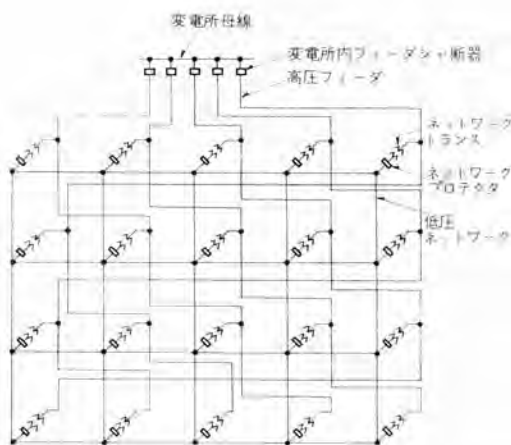 変電所母線
変電所内フィーダシャ断器
高圧フィーダ
ネットワーク
トランス
ネットワーク
プロテクタ
低圧
ネットワーク